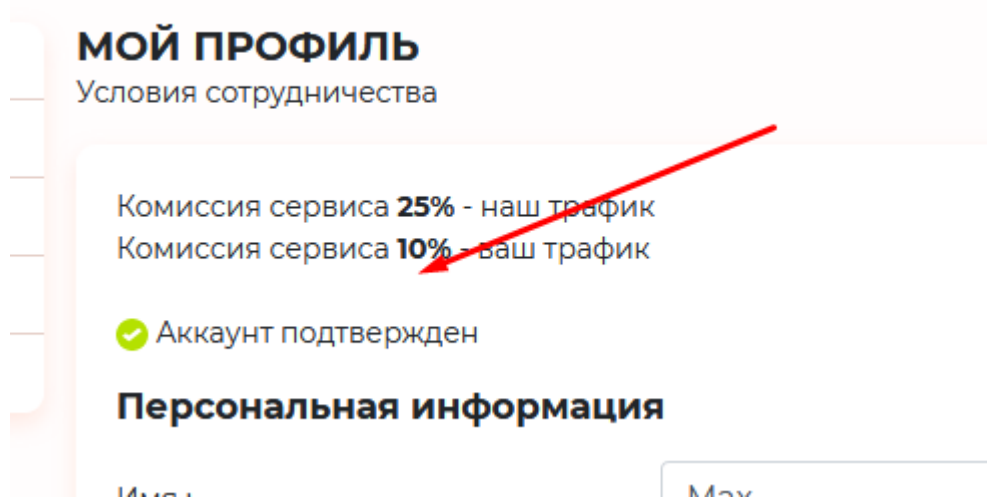 МОЙ ПРОФИЛЬ
Условия сотрудничества
Комиссия сервиса 25% - наш трафик
Комиссия сервиса 10% - ваш трафик
Аккаунт подтвержден
Персональная информация
Имя :
Max